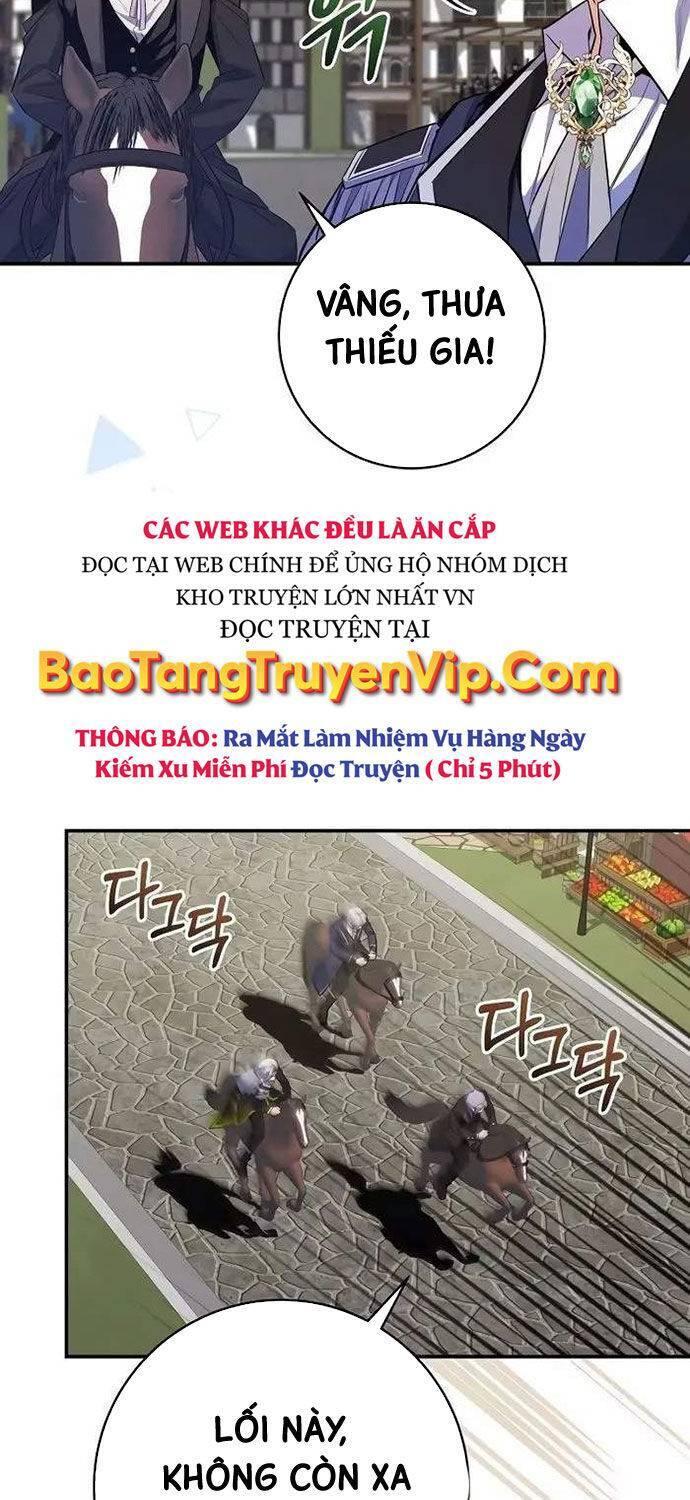 VÂNG, THƯA
THIẾU GIA!
CÁC WEB KHÁC ĐỀU LÀ ĂN CẮP
ĐỌC TẠI WEB CHÍNH ĐỂ ỦNG HỘ NHÓM DỊCH
KHO TRUYỆN LỚN NHẤT VN
ĐỌC TRUYỆN TẠI
BaoTangTruyenVip.Com
THÔNG BÁO: Ra Mắt Làm Nhiệm Vụ Hàng Ngày
Kiếm Xu Miễn Phí Đọc Truyện ( Chỉ 5 Phút)
다그닥
다그닥
LỐI NÀY,
KHÔNG CÒN XA